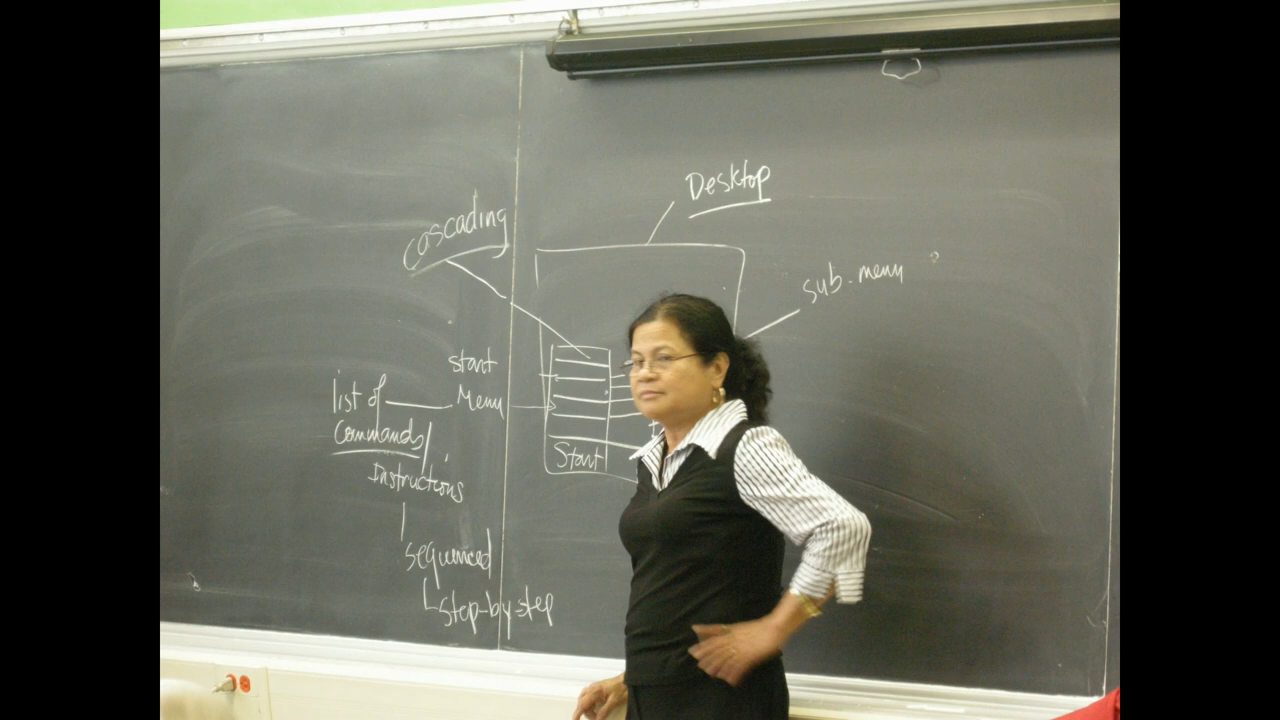 Desktop
cascading
sub-menu
start
Menu
list of
Commands/
Instructions
Start
sequenced
Step-by-step